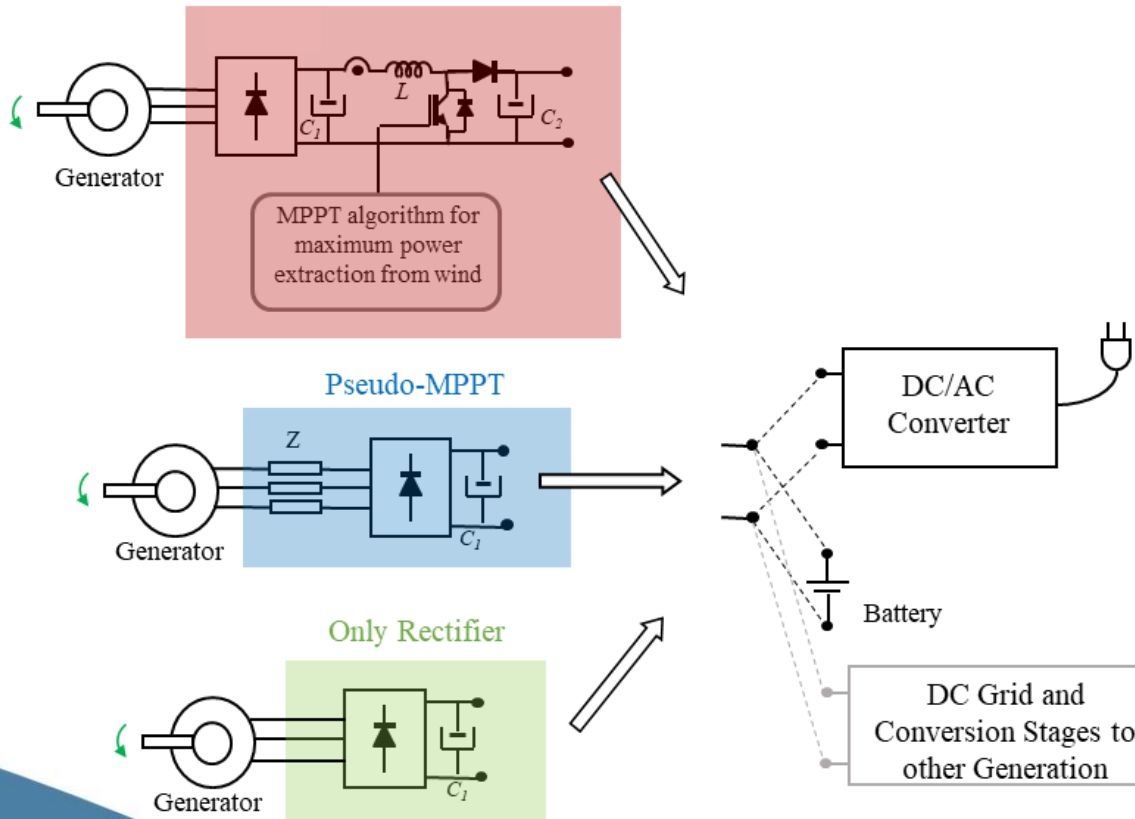 L
C1
C2
Generator
MPPT algorithm for
maximum power
extraction from wind
Pseudo-MPPT
Z
C1
Generator
Only Rectifier
C1
Generator
DC/AC
Converter
Battery
DC Grid and
Conversion Stages to
other Generation